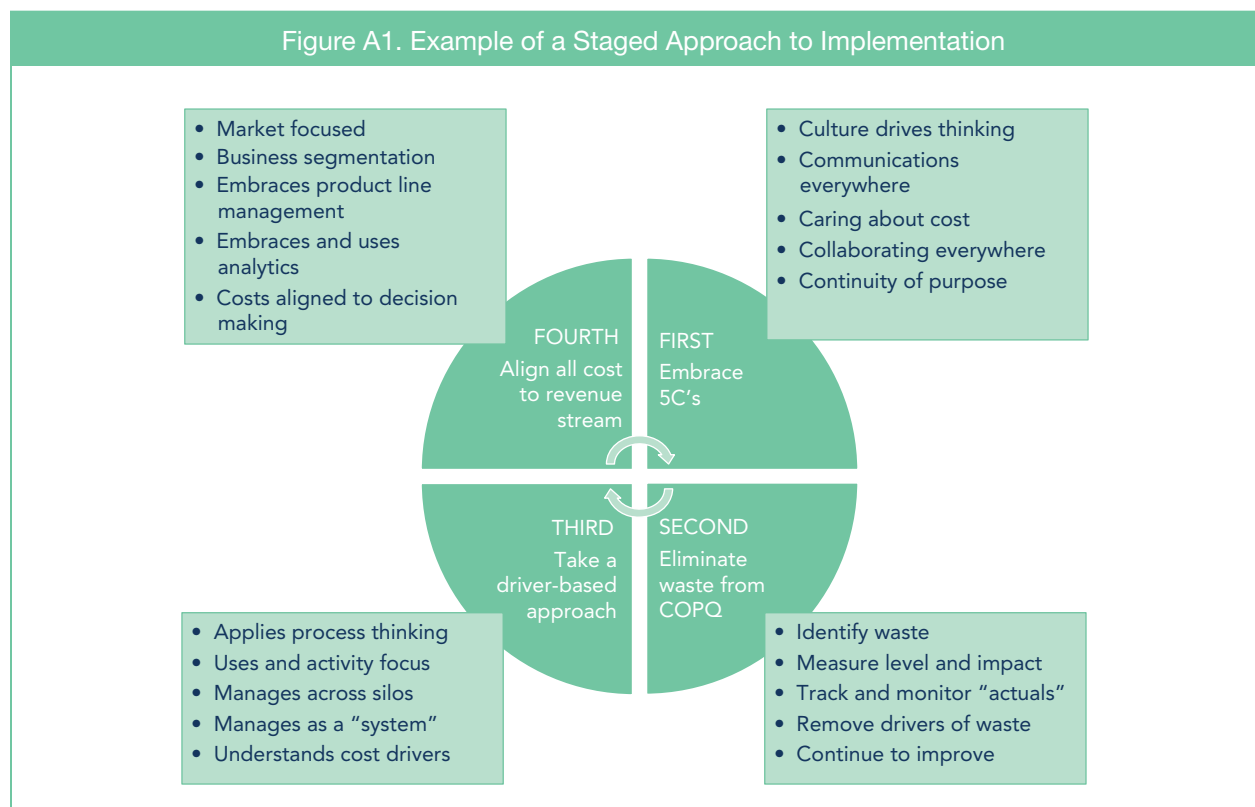 Figure A1. Example of a Staged Approach to Implementation
• Market focused
• Business segmentation
• Embraces product line
management
• Embraces and uses
analytics
• Costs aligned to decision
making
• Culture drives thinking
• Communications
everywhere
• Caring about cost
• Collaborating everywhere
• Continuity of purpose
FOURTH
Align all cost
to revenue
stream
FIRST
Embrace
5C's
THIRD
Take a
driver-based
approach
SECOND
Eliminate
waste from
COPQ
• Applies process thinking
• Uses and activity focus
• Manages across silos
• Manages as a “system”
• Understands cost drivers
• Identify waste
• Measure level and impact
• Track and monitor “actuals”
• Remove drivers of waste
• Continue to improve